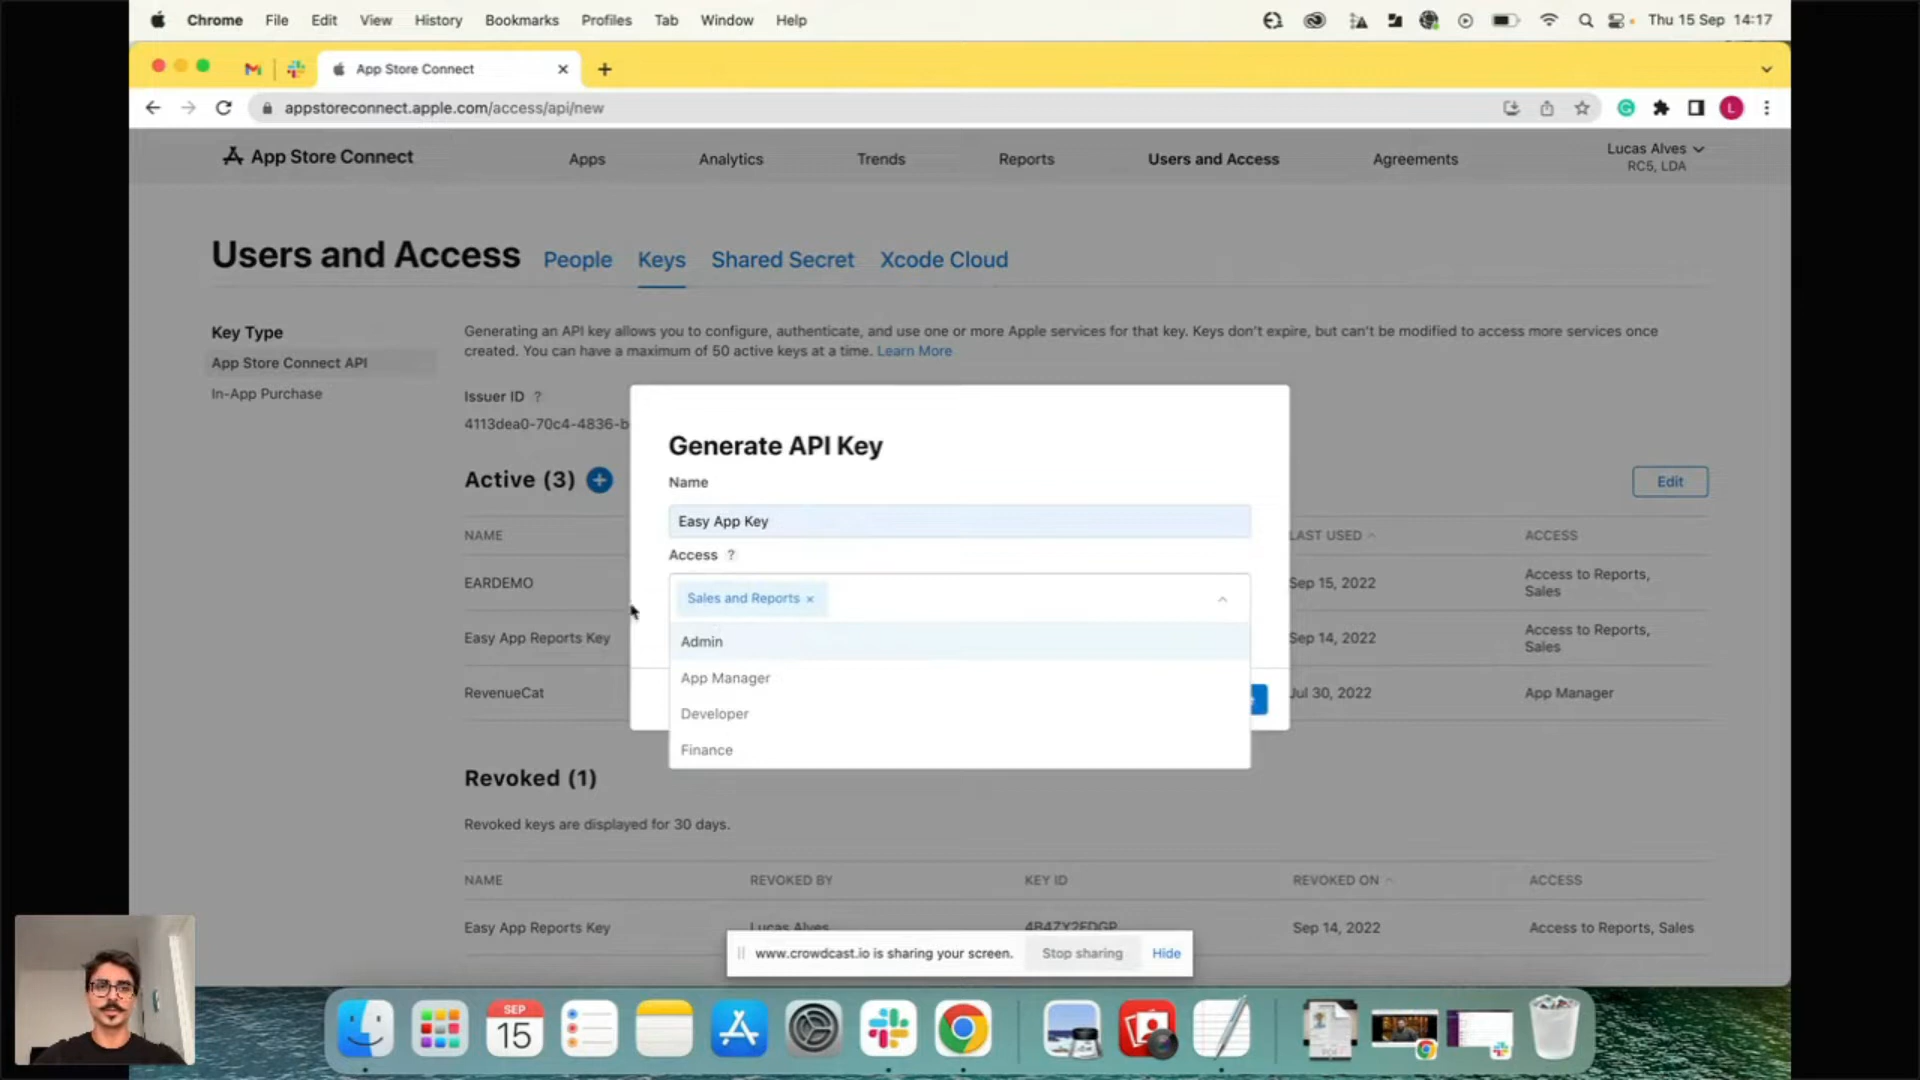 Chrome File Edit View History Bookmarks Profiles Tab Window Help Thu 15 Sep 14:17
App Store Connect
appstoreconnect.apple.com/access/api/new
L
App Store Connect Apps Analytics Trends Reports Users and Access Agreements Lucas Alves
RC5, LDA
Users and Access People Keys Shared Secret Xcode Cloud
Key Type
App Store Connect API
In-App Purchase
Generating an API key allows you to configure, authenticate, and use one or more Apple services for that key. Keys don't expire, but can't be modified to access more services once
created. You can have a maximum of 50 active keys at a time. Learn More
Issuer ID ?
4113dea0-70c4-4836-b
Active (3) +
Edit
NAME LAST USED ACCESS
EARDEMO Sep 15, 2022 Access to Reports,
Sales
Easy App Reports Key Sep 14, 2022 Access to Reports,
Sales
RevenueCat Jul 30, 2022 App Manager
Generate API Key
Name
Easy App Key
Access ?
Sales and Reports ×
Admin
App Manager
Developer
Finance
Revoked (1)
Revoked keys are displayed for 30 days.
NAME REVOKED BY KEY ID REVOKED ON ACCESS
Easy App Reports Key Lucas Alves Sep 14, 2022 Access to Reports, Sales
www.crowdcast.io is sharing your screen. Stop sharing Hide
SEP
15